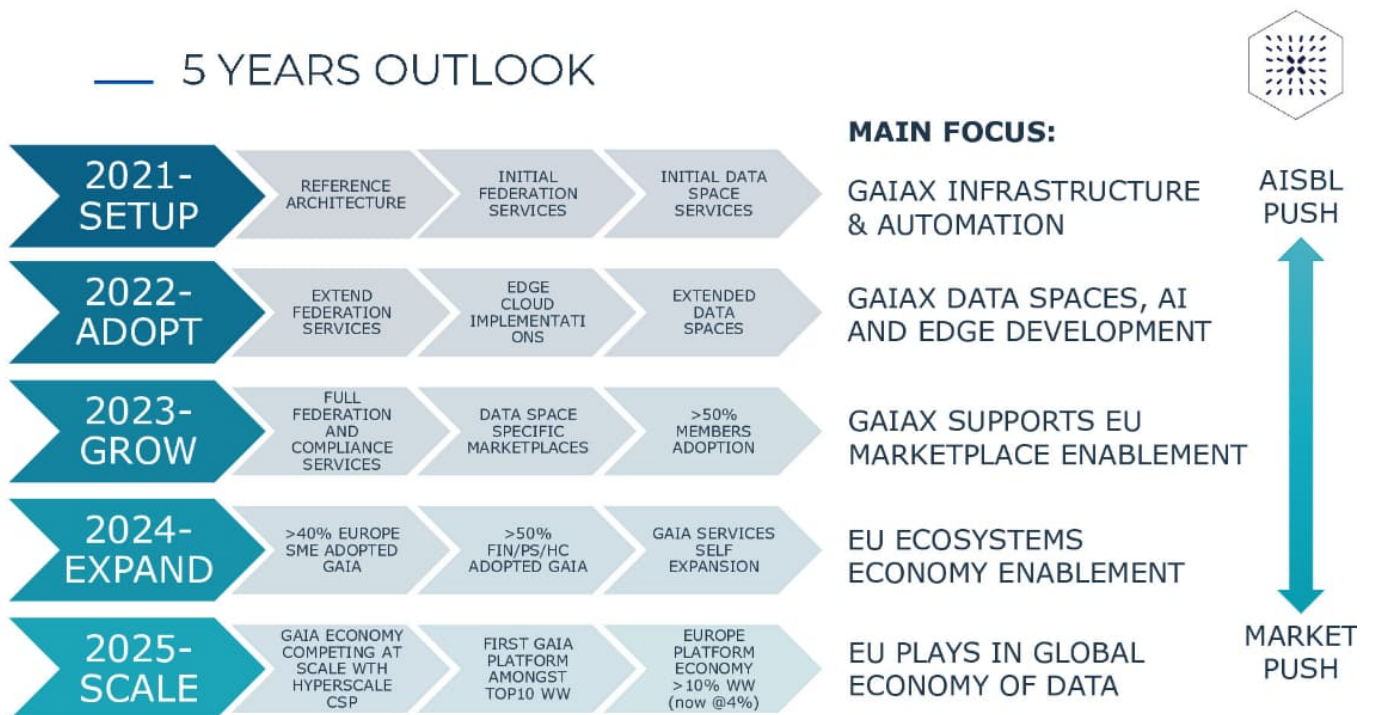 5 YEARS OUTLOOK
MAIN FOCUS:
2021-
SETUP
REFERENCE
ARCHITECTURE
INITIAL
FEDERATION
SERVICES
INITIAL DATA
SPACE
SERVICES
GAIAX INFRASTRUCTURE
& AUTOMATION
AISBL
PUSH
2022-
ADOPT
EXTEND
FEDERATION
SERVICES
EDGE
CLOUD
IMPLEMENTATI
ONS
EXTENDED
DATA
SPACES
GAIAX DATA SPACES, AI
AND EDGE DEVELOPMENT
2023-
GROW
FULL
FEDERATION
AND
COMPLIANCE
SERVICES
DATA SPACE
SPECIFIC
MARKETPLACES
>50%
MEMBERS
ADOPTION
GAIAX SUPPORTS EU
MARKETPLACE ENABLEMENT
2024-
EXPAND
>40% EUROPE
SME ADOPTED
GAIA
>50%
FIN/PS/HC
ADOPTED GAIA
GAIA SERVICES
SELF
EXPANSION
EU ECOSYSTEMS
ECONOMY ENABLEMENT
2025-
SCALE
GAIA ECONOMY
COMPETING AT
SCALE WTH
HYPERSCALE
CSP
FIRST GAIA
PLATFORM
AMONGST
TOP10 WW
EUROPE
PLATFORM
ECONOMY
>10% WW
(now @4%)
EU PLAYS IN GLOBAL
ECONOMY OF DATA
MARKET
PUSH